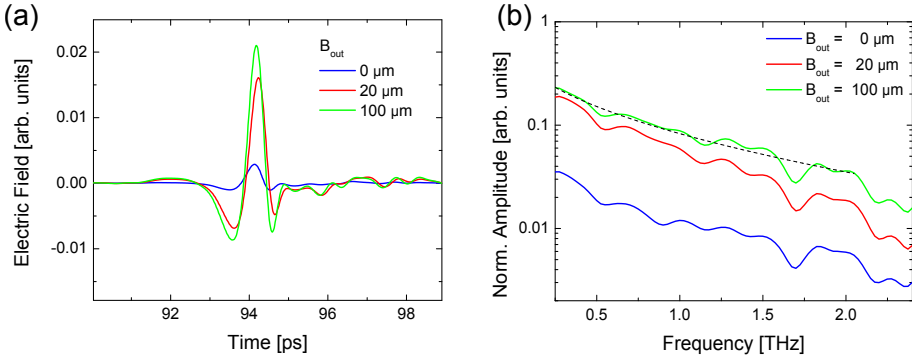 (a)
0.02
0.01
0.00
-0.01
Electric Field [arb. units]
B_out
0 µm
20 µm
100 µm
92
94
96
98
Time [ps]
(b)
1
0.1
0.01
Norm. Amplitude [arb. units]
B_out = 0 µm
B_out = 20 µm
B_out = 100 µm
0.5
1.0
1.5
2.0
Frequency [THz]